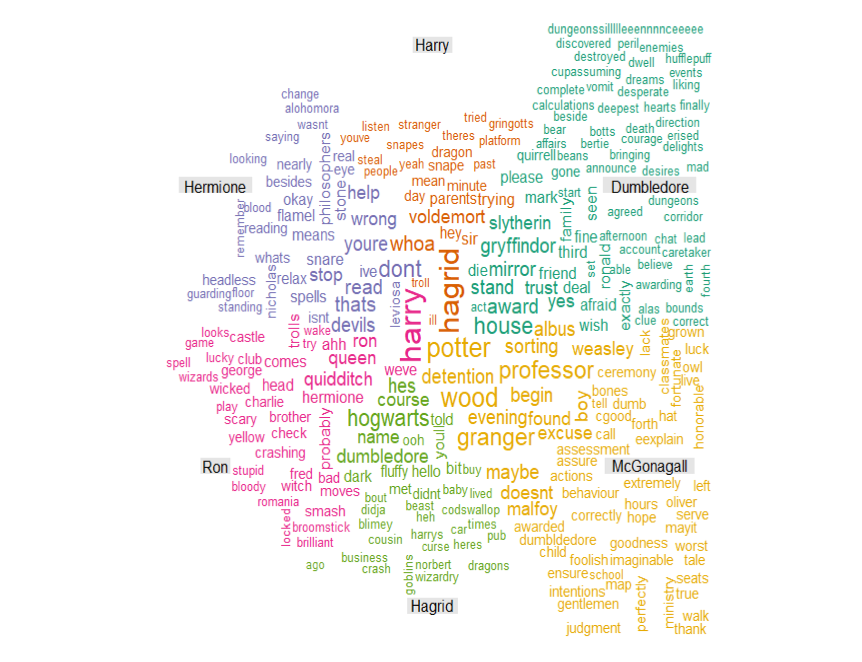 dungeonssillllleeennnnceeeee
Harry
discovered peril enemies
destroyed dwell hufflepuff
cupassuming dreams events
change complete vomit desperate liking
alohomora calculations deepest hearts finally
wasnt listen stranger tried gringotts beside direction
saying youve theres platform bear botts death courage erised
philosophers snapes affairs bertie delights
looking nearly real steal dragon quirrell beans bringing
eye people yeah snape past please gone announce desires mad
Hermione besides stone help mean minute mark start seen Dumbledore
remember blood okay day parents trying family dungeons
flamel wrong voldemort slytherin agreed corridor
reading means hey sir fine afternoon chat lead
youre whoa gryffindor third ronald account caretaker
whats snare ive dont hagrid die mirror friend set able believe earth fourth
headless nicholas relax stop read troll stand trust deal exactly awarding
guarding floor spells thats leviosa harry act award yes afraid alas bounds
standing isnt devils ill house albus wish clue correct
looks castle trolls wake lack grown
game try ahh ron potter sorting weasley classmates luck
spell lucky club comes queen weve professor ceremony fortunate owl
wizards george quidditch detention live
wicked head hermione hes wood begin boy bones honorable
play charlie course tell dumb
scary brother probably hogwarts told evening found cgood hat
yellow check name ooh youll granger excuse call forth
crashing dumbledore eexplain
assessment
Ron stupid fred bad dark fluffy hello bit buy maybe assure McGonagall
bloody witch moves met didnt baby lived doesnt actions extremely left
romania bout beast behaviour hours oliver
locked smash didja heh codswallop malfoy correctly hope serve
broomstick blimey car times awarded mayit
brilliant cousin harrys pub dumbldedore goodness worst
curse heres child
ago business norbert dragons foolish imaginable tale
crash goblins wizardry ensure school seats
Hagrid intentions map perfectly ministry true
gentlemen walk
judgment thank